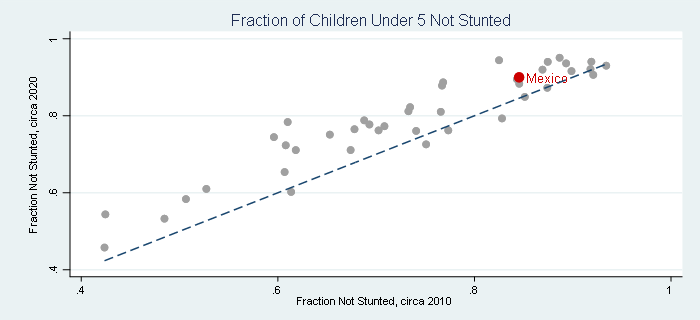 Fraction of Children Under 5 Not Stunted
Fraction Not Stunted, circa 2020
1
.8
.6
.4
Mexico
.4 .6 .8 1
Fraction Not Stunted, circa 2010